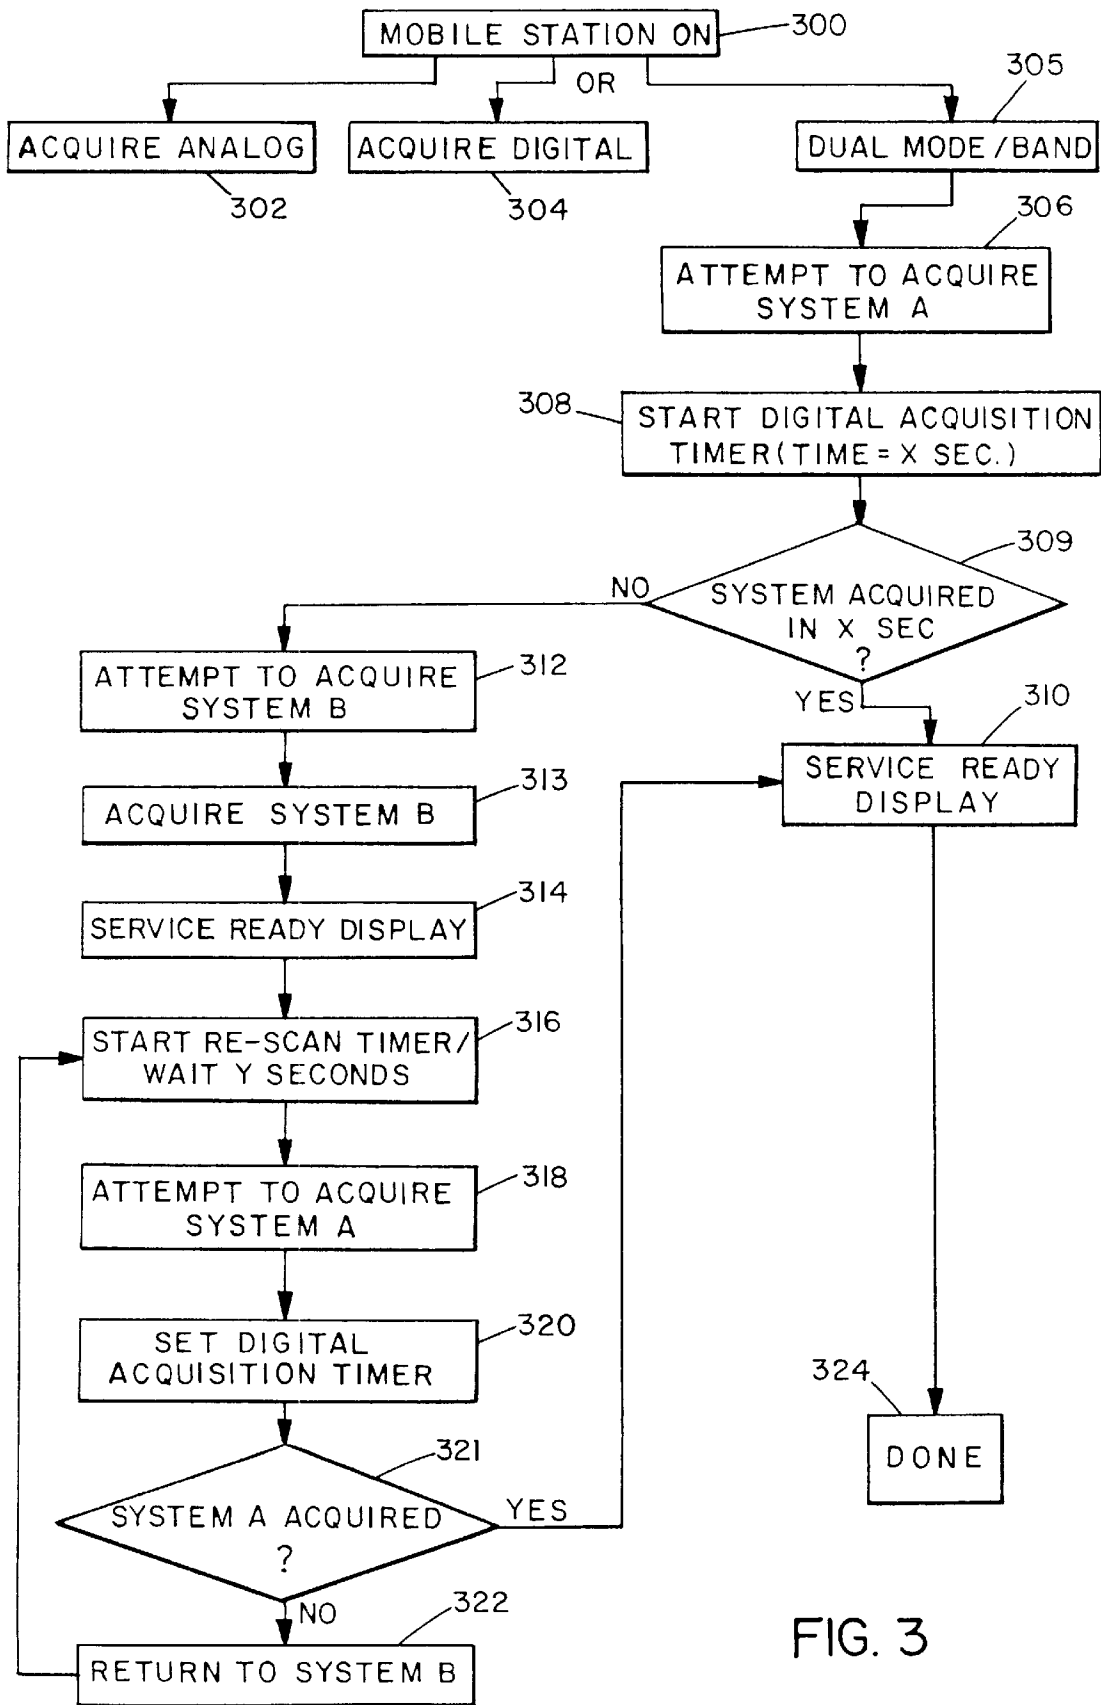 MOBILE STATION ON
300
OR
305
ACQUIRE ANALOG
ACQUIRE DIGITAL
DUAL MODE/BAND
302
304
306
ATTEMPT TO ACQUIRE
SYSTEM A
308
START DIGITAL ACQUISITION
TIMER(TIME = X SEC.)
309
SYSTEM ACQUIRED
IN X SEC
?
NO
YES
312
ATTEMPT TO ACQUIRE
SYSTEM B
310
SERVICE READY
DISPLAY
313
ACQUIRE SYSTEM B
314
SERVICE READY DISPLAY
316
START RE-SCAN TIMER/
WAIT Y SECONDS
318
ATTEMPT TO ACQUIRE
SYSTEM A
320
SET DIGITAL
ACQUISITION TIMER
324
DONE
321
SYSTEM A ACQUIRED
?
YES
NO
322
RETURN TO SYSTEM B
FIG. 3